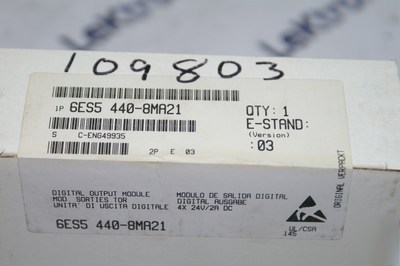 109803
1P 6ES5 440-8MA21
QTY: 1
E-STAND:
(Version)
: 03
S C-ENG49935
2P E 03
DIGITAL OUTPUT MODULE
MOD SORTIES TOR
UNITA' DI USCITA DIGITALE
MODULO DE SALIDA DIGITAL
DIGITAL AUSGABE
4X 24V/2A DC
6ES5 440-8MA21
UL/CSA
145
ORIGINAL VERPACKT
Lektron